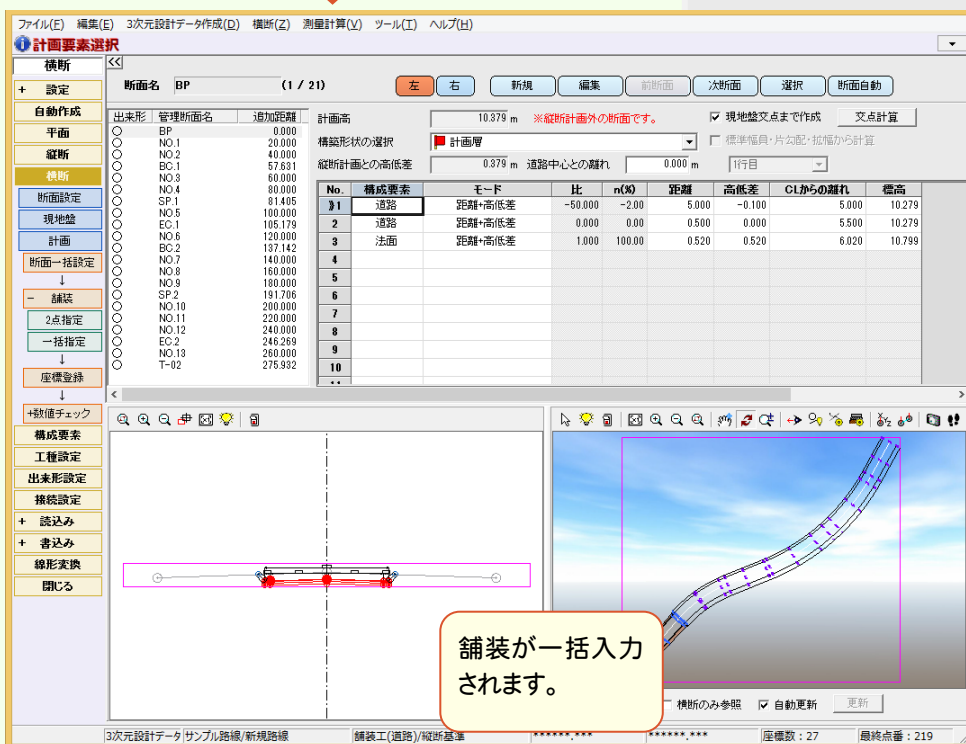 ファイル(F) 編集(E) 3次元設計データ作成(D) 横断(Z) 測量計算(V) ツール(T) ヘルプ(H)
計画要素選択
横断
+ 設定
自動作成
平面
縦断
横断
断面設定
現地盤
計画
断面一括設定
↓
- 舗装
2点指定
一括指定
↓
座標登録
↓
+数値チェック
構成要素
工種設定
出来形設定
接続設定
+ 読込み
+ 書込み
線形変換
閉じる
<<
断面名 BP (1 / 21)
左 右 新規 編集 前断面 次断面 選択 断面自動
出来形 管理断面名 追加距離
○ BP 0.000
○ NO.1 20.000
○ NO.2 40.000
○ BC.1 57.631
○ NO.3 60.000
○ NO.4 80.000
○ SP.1 81.405
○ NO.5 100.000
○ EC.1 105.179
○ NO.6 120.000
○ BC.2 137.142
○ NO.7 140.000
○ NO.8 160.000
○ NO.9 180.000
○ SP.2 191.706
○ NO.10 200.000
○ NO.11 220.000
○ NO.12 240.000
○ EC.2 246.269
○ NO.13 260.000
○ T-02 275.932
計画高 10.379 m ※縦断計画外の断面です。 現地盤交点まで作成 交点計算
構築形状の選択 計画層 標準幅員・片勾配・拡幅から計算
縦断計画との高低差 0.379 m 道路中心との離れ 0.000 m 1行目
No. 構成要素 モード 比 n(%) 距離 高低差 CLからの離れ 標高
1 道路 距離+高低差 -50.000 -2.00 5.000 -0.100 5.000 10.279
2 道路 距離+高低差 0.000 0.00 0.500 0.000 5.500 10.279
3 法面 距離+高低差 1.000 100.00 0.520 0.520 6.020 10.799
4
5
6
7
8
9
10
舗装が一括入力
されます。
横断のみ参照 自動更新 更新
3次元設計データ サンプル路線/新規路線 舗装工(道路)/縦断基準 ******.*** ******.*** 座標数:27 最終点番:219